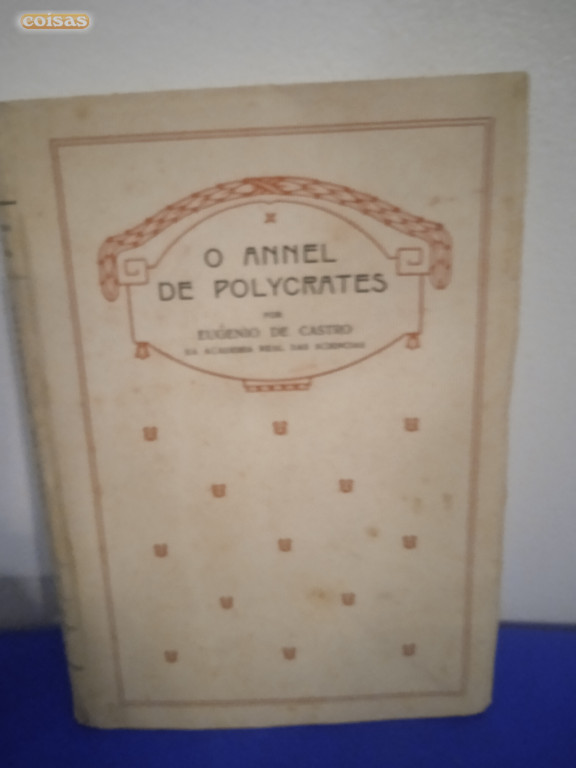 coisas
O ANNEL
DE POLYCRATES
POR
EUGENIO DE CASTRO
DA ACADEMIA REAL DAS SCIENCIAS